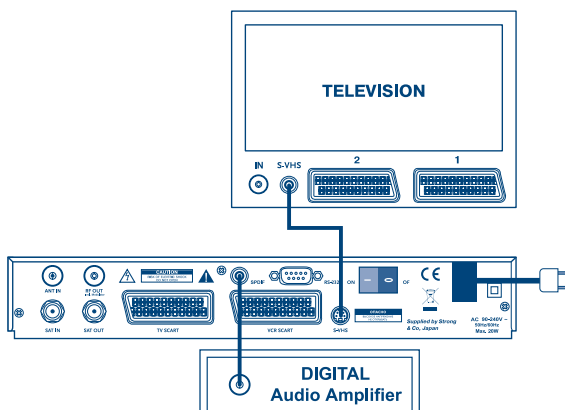 TELEVISION
IN S-VHS 2 1
CAUTION
ANT IN RF OUT SPDIF RS-232 ON OF
SAT IN SAT OUT TV SCART VCR SCART S-VHS
Supplied by Strong
& Co, Japan
AC 90-240V ~
50Hz/60Hz
Max, 20W
DIGITAL
Audio Amplifier